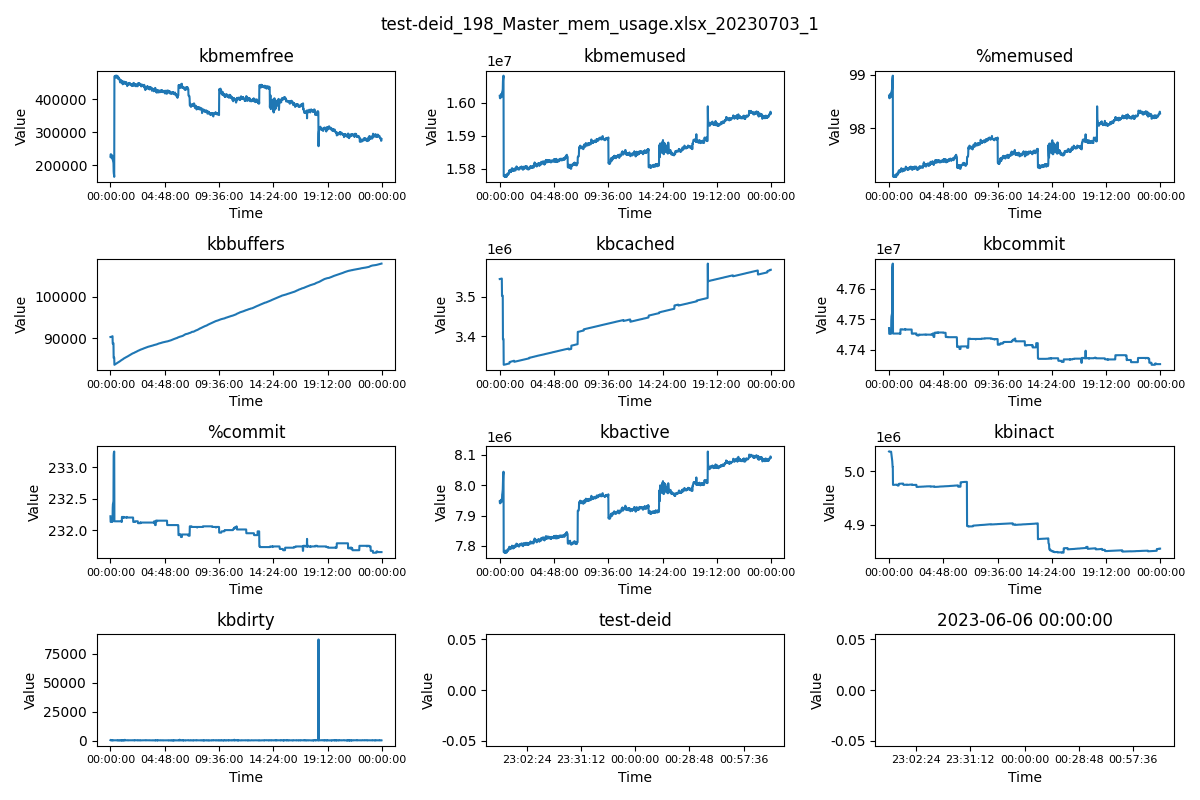 test-deid_198_Master_mem_usage.xlsx_20230703_1
kbmemfree
kbmemused
%memused
1e7
Value
400000
300000
200000
00:00:00 04:48:00 09:36:00 14:24:00 19:12:00 00:00:00
Time
Value
1.60
1.59
1.58
00:00:00 04:48:00 09:36:00 14:24:00 19:12:00 00:00:00
Time
Value
99
98
00:00:00 04:48:00 09:36:00 14:24:00 19:12:00 00:00:00
Time
kbbuffers
kbcached
kbcommit
Value
100000
90000
00:00:00 04:48:00 09:36:00 14:24:00 19:12:00 00:00:00
Time
1e6
Value
3.5
3.4
00:00:00 04:48:00 09:36:00 14:24:00 19:12:00 00:00:00
Time
1e7
Value
4.76
4.75
4.74
00:00:00 04:48:00 09:36:00 14:24:00 19:12:00 00:00:00
Time
%commit
kbactive
kbinact
Value
233.0
232.5
232.0
00:00:00 04:48:00 09:36:00 14:24:00 19:12:00 00:00:00
Time
1e6
Value
8.1
8.0
7.9
7.8
00:00:00 04:48:00 09:36:00 14:24:00 19:12:00 00:00:00
Time
1e6
Value
5.0
4.9
00:00:00 04:48:00 09:36:00 14:24:00 19:12:00 00:00:00
Time
kbdirty
test-deid
2023-06-06 00:00:00
Value
75000
50000
25000
0
00:00:00 04:48:00 09:36:00 14:24:00 19:12:00 00:00:00
Time
Value
0.05
0.00
-0.05
23:02:24 23:31:12 00:00:00 00:28:48 00:57:36
Time
Value
0.05
0.00
-0.05
23:02:24 23:31:12 00:00:00 00:28:48 00:57:36
Time